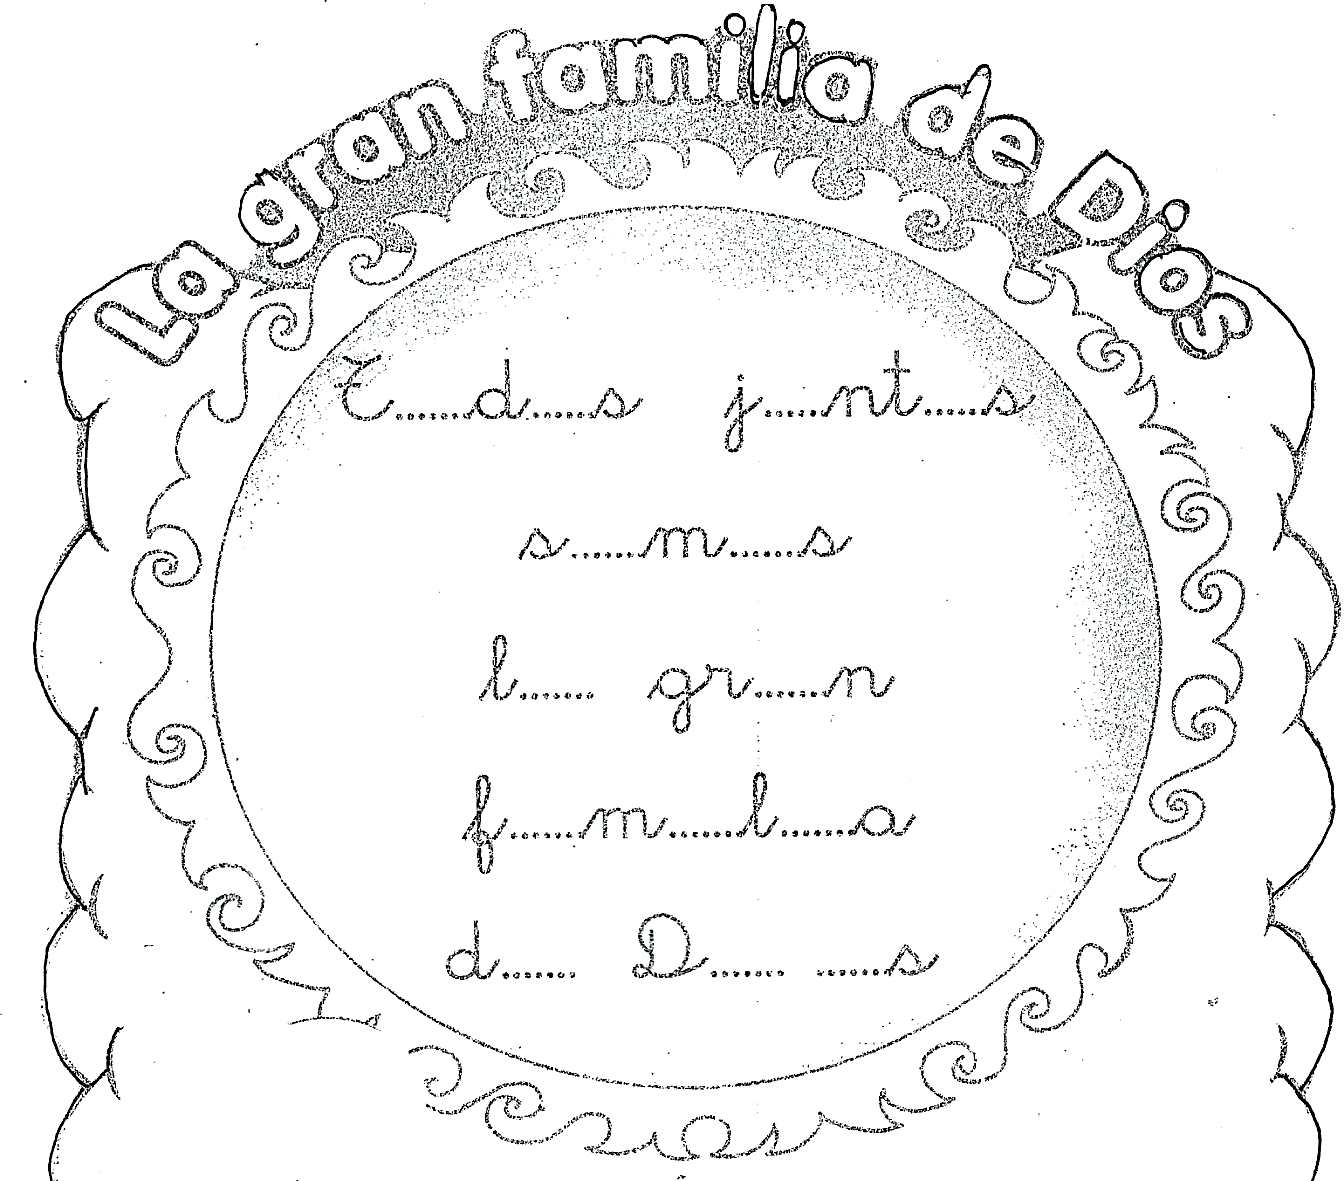 La gran familia de Dios
T......d......s j......nt......s
s......m......s
l...... gr......n
f......m......l......a
d...... D...... ......s